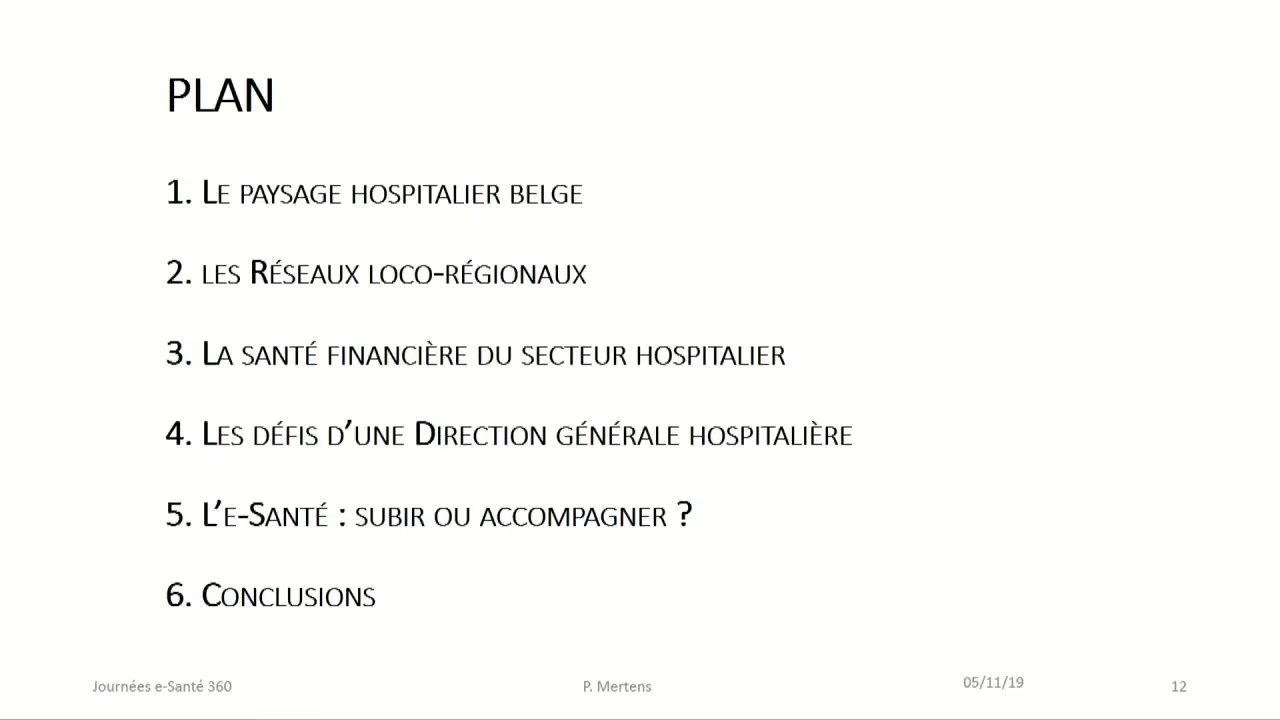 PLAN
1. Le paysage hospitalier belge
2. les Réseaux loco-régionaux
3. La santé financière du secteur hospitalier
4. Les défis d’une Direction générale hospitalière
5. L’e-Santé : subir ou accompagner ?
6. Conclusions
Journées e-Santé 360
P. Mertens
05/11/19
12